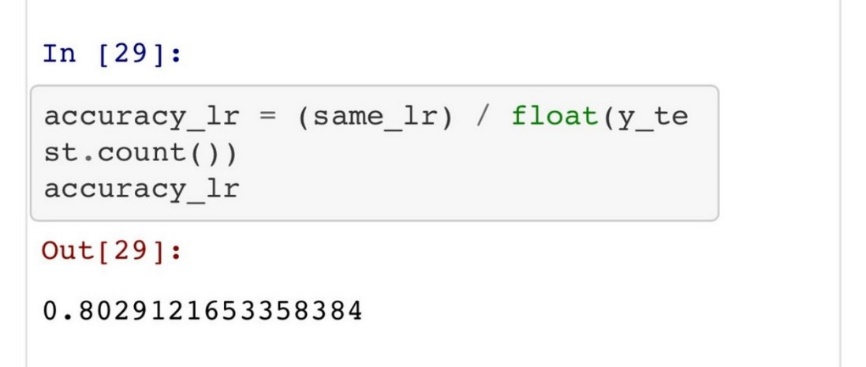 In [29]:
accuracy_lr = (same_lr) / float(y_te
st.count())
accuracy_lr
Out[29]:
0.8029121653358384